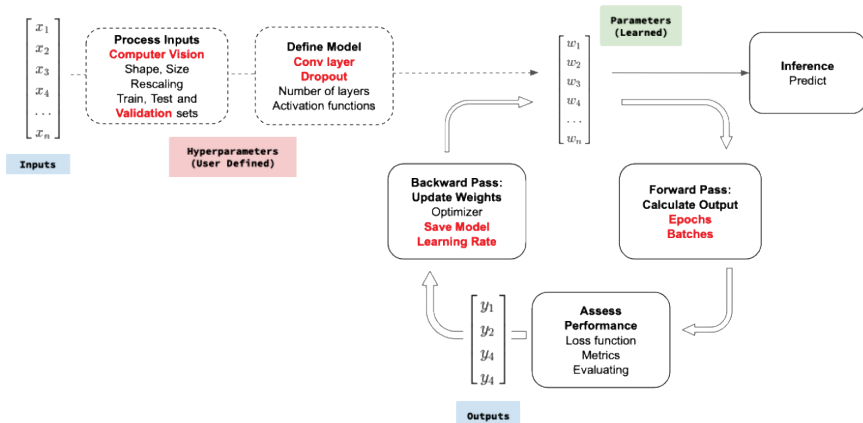 x1
x2
x3
x4
...
xn
Inputs
Process Inputs
Computer Vision
Shape, Size
Rescaling
Train, Test and
Validation sets
Hyperparameters
(User Defined)
Define Model
Conv layer
Dropout
Number of layers
Activation functions
w1
w2
w3
w4
...
wn
Parameters
(Learned)
Inference
Predict
Forward Pass:
Calculate Output
Epochs
Batches
Assess
Performance
Loss function
Metrics
Evaluating
y1
y2
y4
y4
Outputs
Backward Pass:
Update Weights
Optimizer
Save Model
Learning Rate